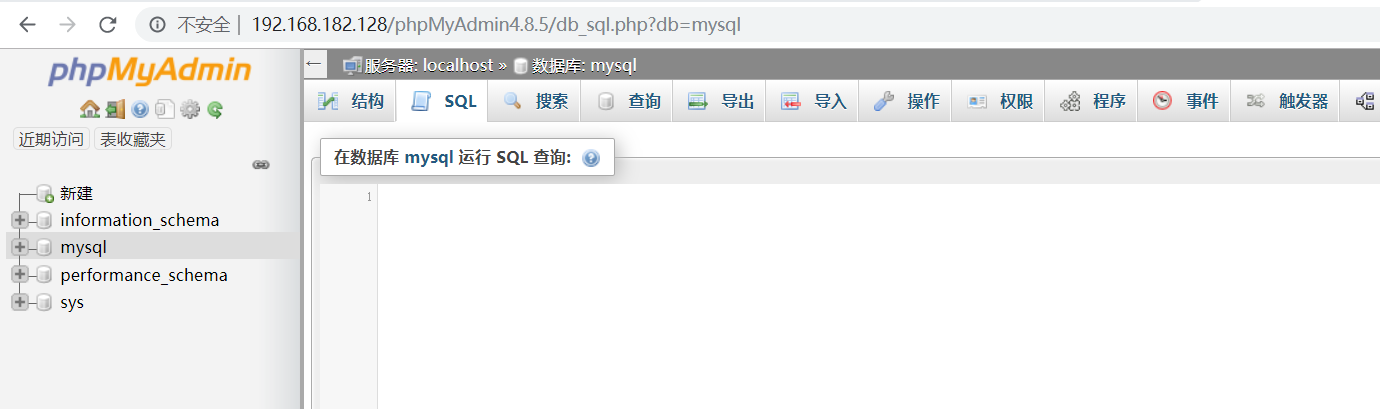 不安全 | 192.168.182.128/phpMyAdmin4.8.5/db_sql.php?db=mysql
phpMyAdmin
近期访问 表收藏夹
新建
information_schema
mysql
performance_schema
sys
服务器: localhost » 数据库: mysql
结构 SQL 搜索 查询 导出 导入 操作 权限 程序 事件 触发器
在数据库 mysql 运行 SQL 查询:
1